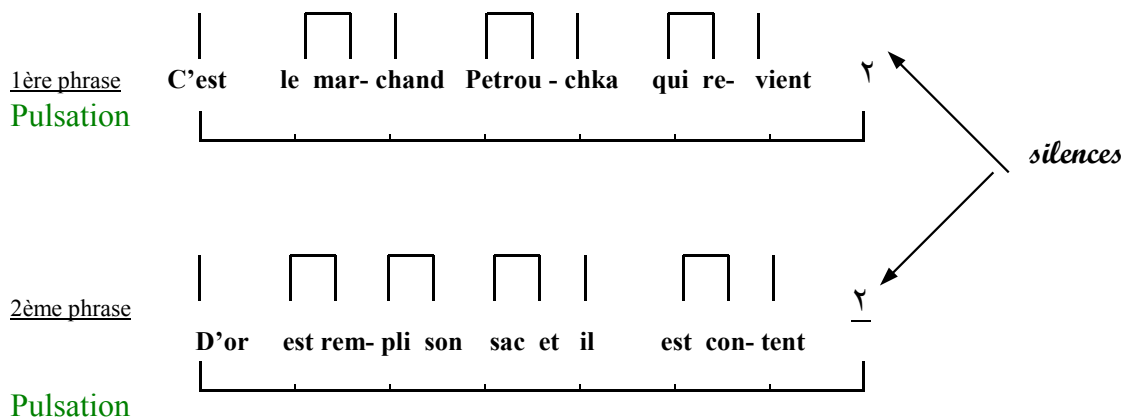 1ère phrase C'est le mar- chand Petrou - chka qui re- vient
Pulsation
silences
2ème phrase
D'or est rem- pli son sac et il est con- tent
Pulsation